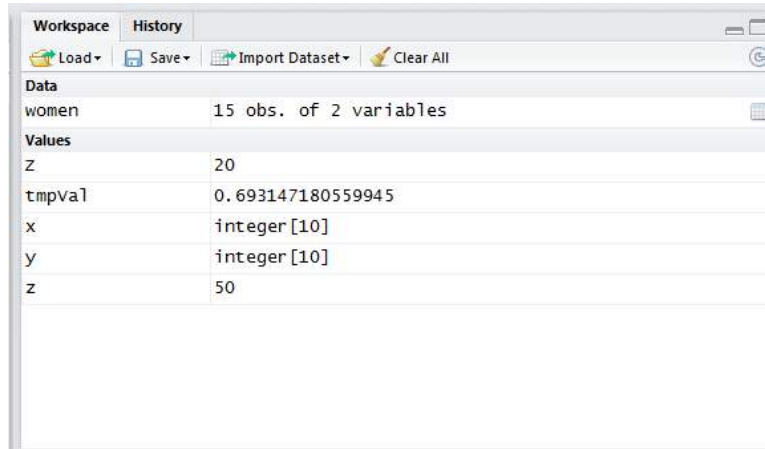 Workspace History
Load Save Import Dataset Clear All
Data
women 15 obs. of 2 variables
Values
Z 20
tmpVal 0.693147180559945
x integer[10]
y integer[10]
z 50